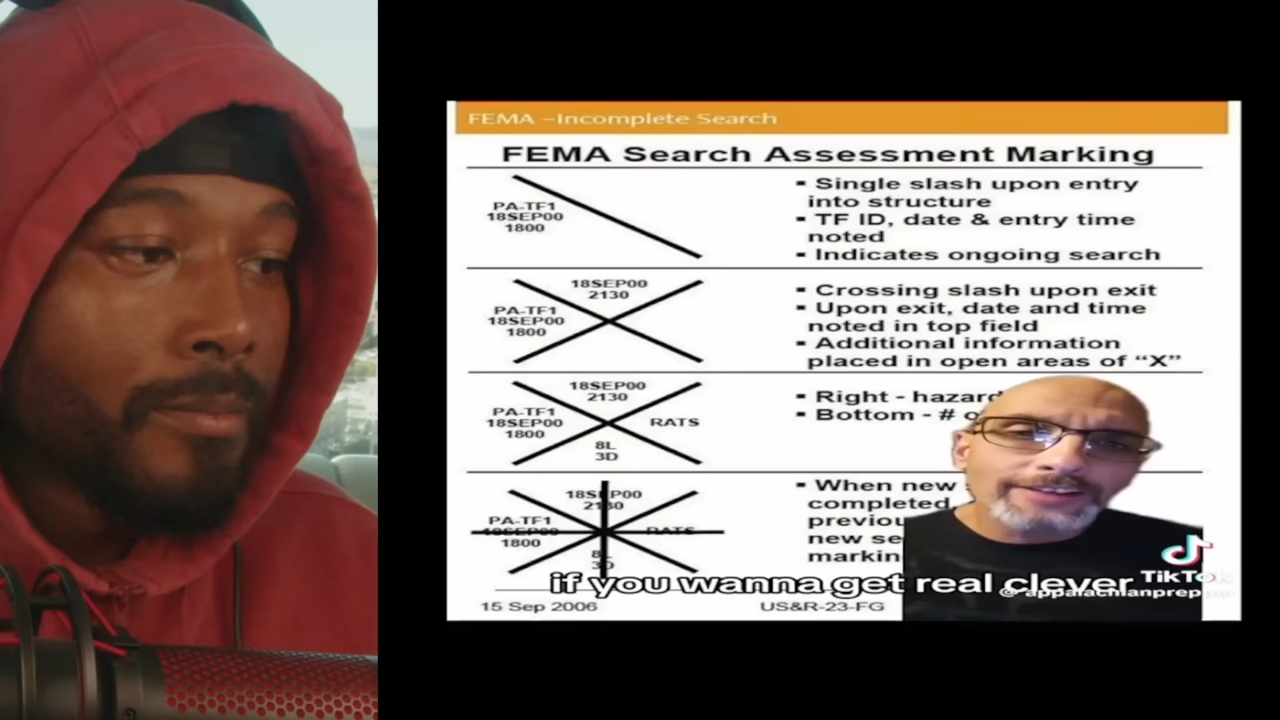 FEMA –Incomplete Search
FEMA Search Assessment Marking
PA-TF1
18SEP00
1800
▪ Single slash upon entry
into structure
▪ TF ID, date & entry time
noted
▪ Indicates ongoing search
18SEP00
2130
PA-TF1
18SEP00
1800
▪ Crossing slash upon exit
▪ Upon exit, date and time
noted in top field
▪ Additional information
placed in open areas of “X”
18SEP00
2130
PA-TF1
18SEP00
1800
RATS
8L
3D
▪ Right - hazard
▪ Bottom - #
18SEP00
2130
PA-TF1
18SEP00
1800
RATS
▪ When new
completed
new
if you wanna get real clever
TikTok
15 Sep 2006
US&R-23-FG